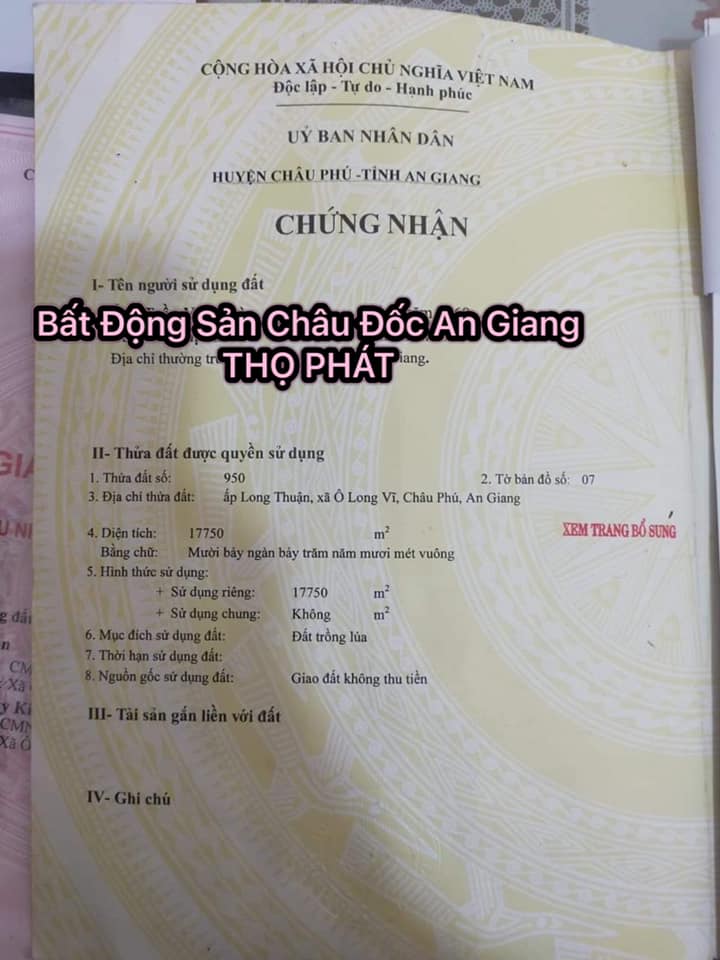 CỘNG HÒA XÃ HỘI CHỦ NGHĨA VIỆT NAM
Độc lập - Tự do - Hạnh phúc
UỶ BAN NHÂN DÂN
HUYỆN CHÂU PHÚ -TỈNH AN GIANG
CHỨNG NHẬN
I- Tên người sử dụng đất
Bất Động Sản Châu Đốc An Giang
THỌ PHÁT
Địa chỉ thường iang.
II- Thửa đất được quyền sử dụng
1. Thửa đất số: 950 2. Tờ bản đồ số: 07
3. Địa chỉ thửa đất: ấp Long Thuận, xã Ô Long Vĩ, Châu Phú, An Giang
4. Diện tích: 17750 m²
XEM TRANG BỔ SUNG
Bằng chữ: Mười bảy ngàn bảy trăm năm mươi mét vuông
5. Hình thức sử dụng:
+ Sử dụng riêng: 17750 m²
+ Sử dụng chung: Không m²
6. Mục đích sử dụng đất: Đất trồng lúa
7. Thời hạn sử dụng đất:
8. Nguồn gốc sử dụng đất: Giao đất không thu tiền
III- Tài sản gắn liền với đất
IV- Ghi chú